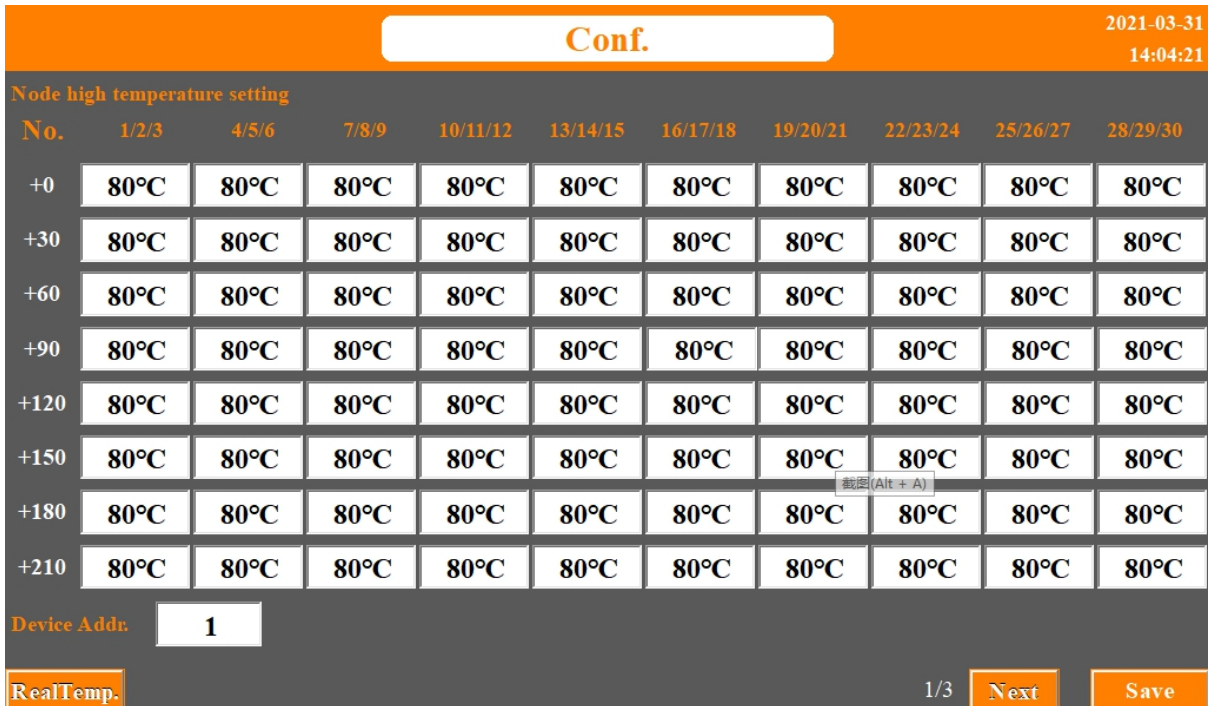 Conf.
2021-03-31
14:04:21
Node high temperature setting
No. 1/2/3 4/5/6 7/8/9 10/11/12 13/14/15 16/17/18 19/20/21 22/23/24 25/26/27 28/29/30
+0 80°C 80°C 80°C 80°C 80°C 80°C 80°C 80°C 80°C 80°C
+30 80°C 80°C 80°C 80°C 80°C 80°C 80°C 80°C 80°C 80°C
+60 80°C 80°C 80°C 80°C 80°C 80°C 80°C 80°C 80°C 80°C
+90 80°C 80°C 80°C 80°C 80°C 80°C 80°C 80°C 80°C 80°C
+120 80°C 80°C 80°C 80°C 80°C 80°C 80°C 80°C 80°C 80°C
+150 80°C 80°C 80°C 80°C 80°C 80°C 80°C 80°C 80°C 80°C
截图(Alt + A)
+180 80°C 80°C 80°C 80°C 80°C 80°C 80°C 80°C 80°C 80°C
+210 80°C 80°C 80°C 80°C 80°C 80°C 80°C 80°C 80°C 80°C
Device Addr. 1
RealTemp. 1/3 Next Save